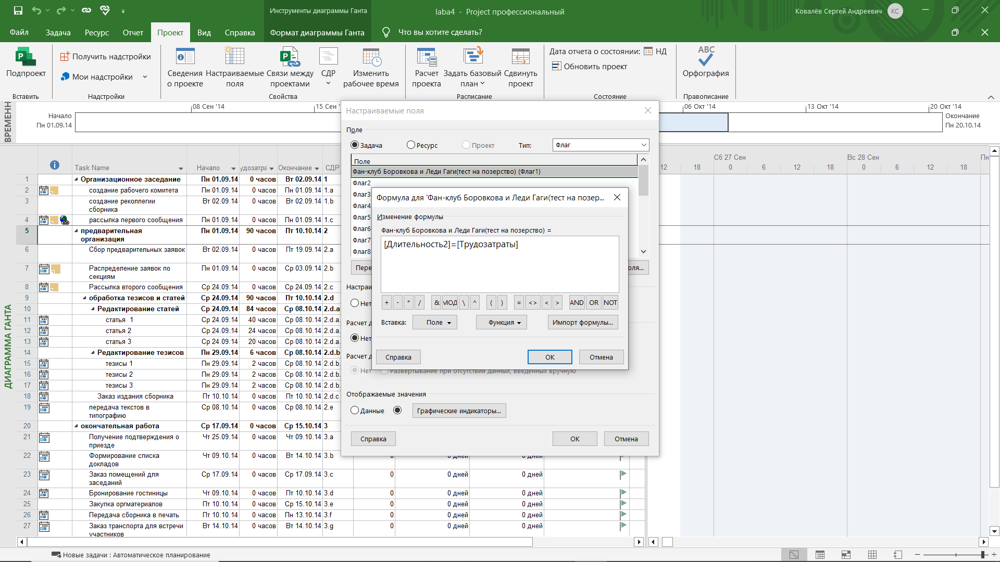 Инструменты диаграммы Ганта
laba4 - Project профессиональный
Ковалёв Сергей Андреевич
КС
Файл
Задача
Ресурс
Отчет
Проект
Вид
Справка
Формат диаграммы Ганта
Что вы хотите сделать?
Подпроект
Вставить
Получить надстройки
Мои надстройки
Надстройки
Сведения
о проекте
Настраиваемые
поля
Связи между
проектами
СДР
Изменить
рабочее время
Свойства
Расчет
проекта
Задать базовый
план
Сдвинуть
проект
Расписание
Дата отчета о состоянии: НД
Обновить проект
Состояние
ABC
Орфография
Правописание
ВРЕМЕНН
Начало
Пн 01.09.14
08 Сен '14
15 Сен '
06 Окт '14
13 Окт '14
20 Окт '14
Окончание
Пн 20.10.14
ДИАГРАММА ГАНТА
Task Name Начало удозатра Окончание СДР
1 Организационное заседание Пн 01.09.14 0 часов Вт 02.09.14 1
2 создание рабочего комитета Пн 01.09.14 0 часов Пн 01.09.14 1.a
3 создание реколлегии сборника Вт 02.09.14 0 часов Вт 02.09.14 1.b
4 рассылка первого сообщения Пн 01.09.14 0 часов Пн 01.09.14 1.c
5 предварительная организация Пн 01.09.14 90 часов Пт 10.10.14 2
6 Сбор предварительных заявок Вт 02.09.14 0 часов Пт 19.09.14 2.a
7 Распределение заявок по секциям Пн 01.09.14 0 часов Ср 03.09.14 2.b
8 Рассылка второго сообщения Ср 24.09.14 0 часов Ср 24.09.14 2.c
9 обработка тезисов и статей Ср 24.09.14 90 часов Пт 10.10.14 2.d
10 Редактирование статей Ср 24.09.14 84 часов Ср 08.10.14 2.d.a
11 статья 1 Ср 24.09.14 40 часов Ср 08.10.14 2.d.a.
12 статья 2 Ср 24.09.14 24 часов Ср 08.10.14 2.d.a.
13 статья 3 Ср 24.09.14 20 часов Ср 08.10.14 2.d.a.
14 Редактирование тезисов Пн 29.09.14 6 часов Ср 08.10.14 2.d.b
15 тезисы 1 Пн 29.09.14 2 часов Ср 08.10.14 2.d.b.
16 тезисы 2 Пн 29.09.14 2 часов Ср 08.10.14 2.d.b.
17 тезисы 3 Пн 29.09.14 2 часов Ср 08.10.14 2.d.b.
18 Заказ издания сборника Пт 10.10.14 0 часов Пт 10.10.14 2.d.c
19 передача текстов в типографию Ср 08.10.14 0 часов Ср 08.10.14 2.e
20 окончательная работа Ср 17.09.14 0 часов Ср 15.10.14 3
21 Получение подтверждения о приезде Чт 25.09.14 0 часов Чт 09.10.14 3.a
22 Формирование списка докладов Чт 09.10.14 0 часов Вт 14.10.14 3.b 0 0 дней 0 дней
23 Заказ помещений для заседаний Ср 17.09.14 0 часов Ср 17.09.14 3.c 0 0 дней 0 дней
24 Бронирование гостиницы Чт 09.10.14 0 часов Пт 10.10.14 3.d 0 0 дней 0 дней
25 Закупка оргматериалов Пт 10.10.14 0 часов Ср 15.10.14 3.e 0 0 дней 0 дней
26 Передача сборника в печать Пт 10.10.14 0 часов Пн 13.10.14 3.f 0 0 дней 0 дней
27 Заказ транспорта для встречи участников Вт 14.10.14 0 часов Вт 14.10.14 3.g 0 0 дней 0 дней
Сб 27 Сен
Вс 28 Сен
Пн
12 18 0 6 12 18 0 6 12 18
Настраиваемые поля
Поле
Задача
Ресурс
Проект
Тип:
Флаг
Поле
Фан-клуб Боровкова и Леди Гаги(тест на позерство) (Флаг1)
Флаг2
Флаг3
Флаг4
Флаг5
Флаг6
Флаг7
Флаг8
Пере
оля...
Настраи
Нет
Расчет д
Нет
Расчет д
Нет
Развертывание при отсутствии данных, введенных вручную
Отображаемые значения
Данные
Графические индикаторы...
Справка
ОК
Отмена
Формула для 'Фан-клуб Боровкова и Леди Гаги(тест на позер...
Изменение формулы
Фан-клуб Боровкова и Леди Гаги(тест на позерство) =
[Длительность2]=[Трудозатраты]
+ - * / & МОД \ ^ ( ) = <> < > AND OR NOT
Вставка:
Поле
Функция
Импорт формулы...
Справка
ОК
Отмена
Новые задачи : Автоматическое планирование